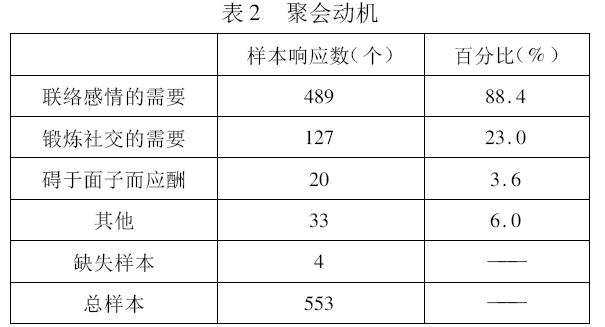 表2 聚会动机
样本响应数(个) 百分比(%)
联络感情的需要 489 88.4
锻炼社交的需要 127 23.0
碍于面子而应酬 20 3.6
其他 33 6.0
缺失样本 4 ——
总样本 553 ——